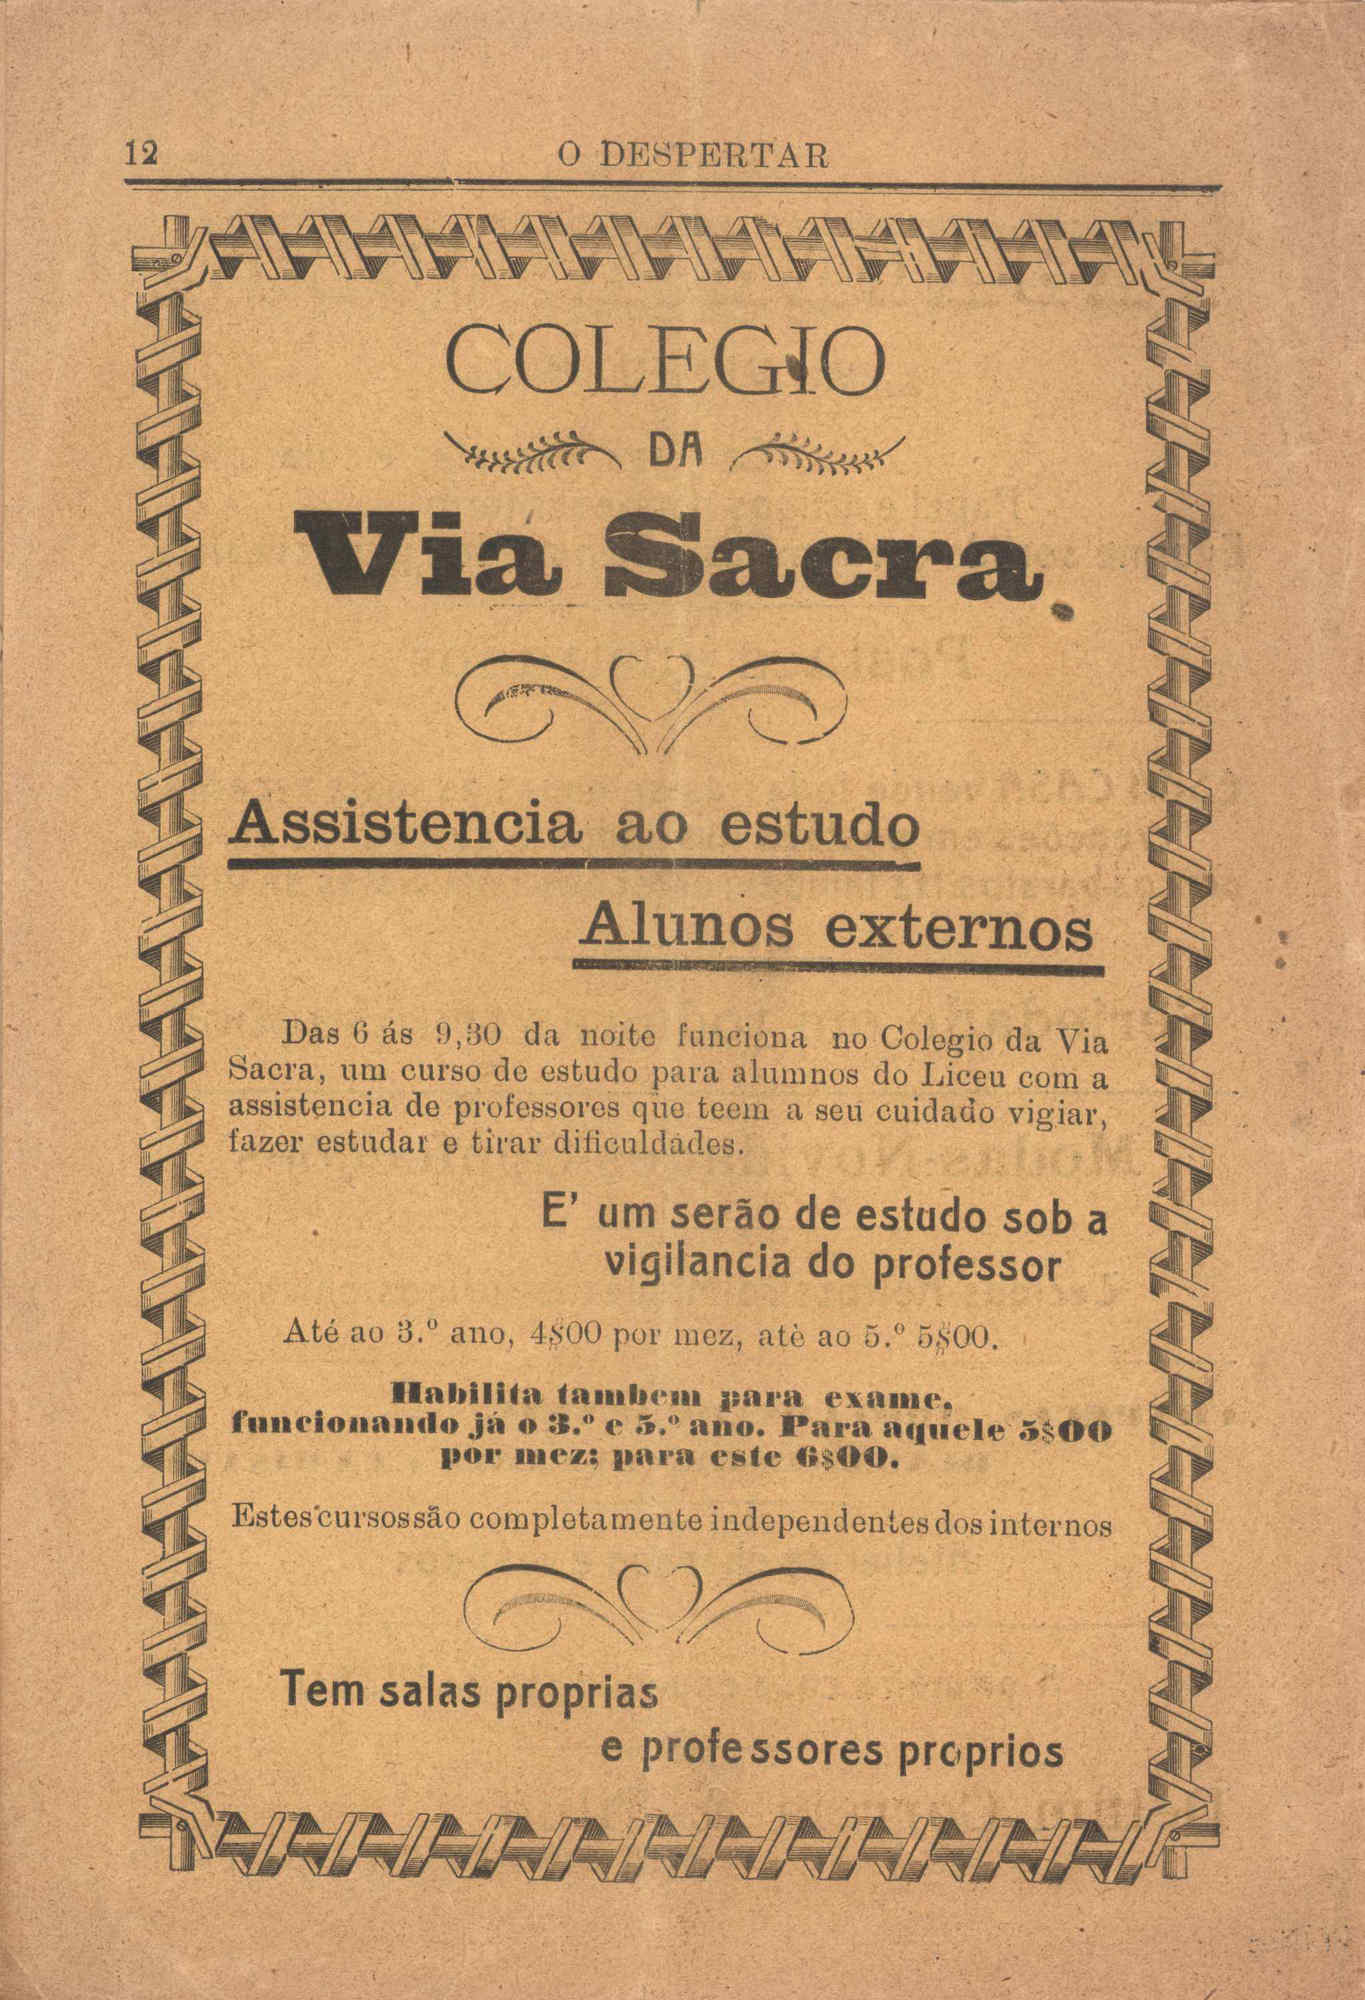 12
O DESPERTAR
COLEGIO
DA
Via Sacra
Assistencia ao estudo
Alunos externos
Das 6 ás 9,30 da noite funciona no Colegio da Via
Sacra, um curso de estudo para alumnos do Liceu com a
assistencia de professores que teem a seu cuidado vigiar,
fazer estudar e tirar dificuldades.
E' um serão de estudo sob a
vigilancia do professor
Até ao 3.º ano, 4$00 por mez, atè ao 5.º 5$00.
Habilita tambem para exame,
funcionando já o 3.º e 5.º ano. Para aquele 5$00
por mez; para este 6$00.
Estes cursos são completamente independentes dos internos
Tem salas proprias
e professores proprios